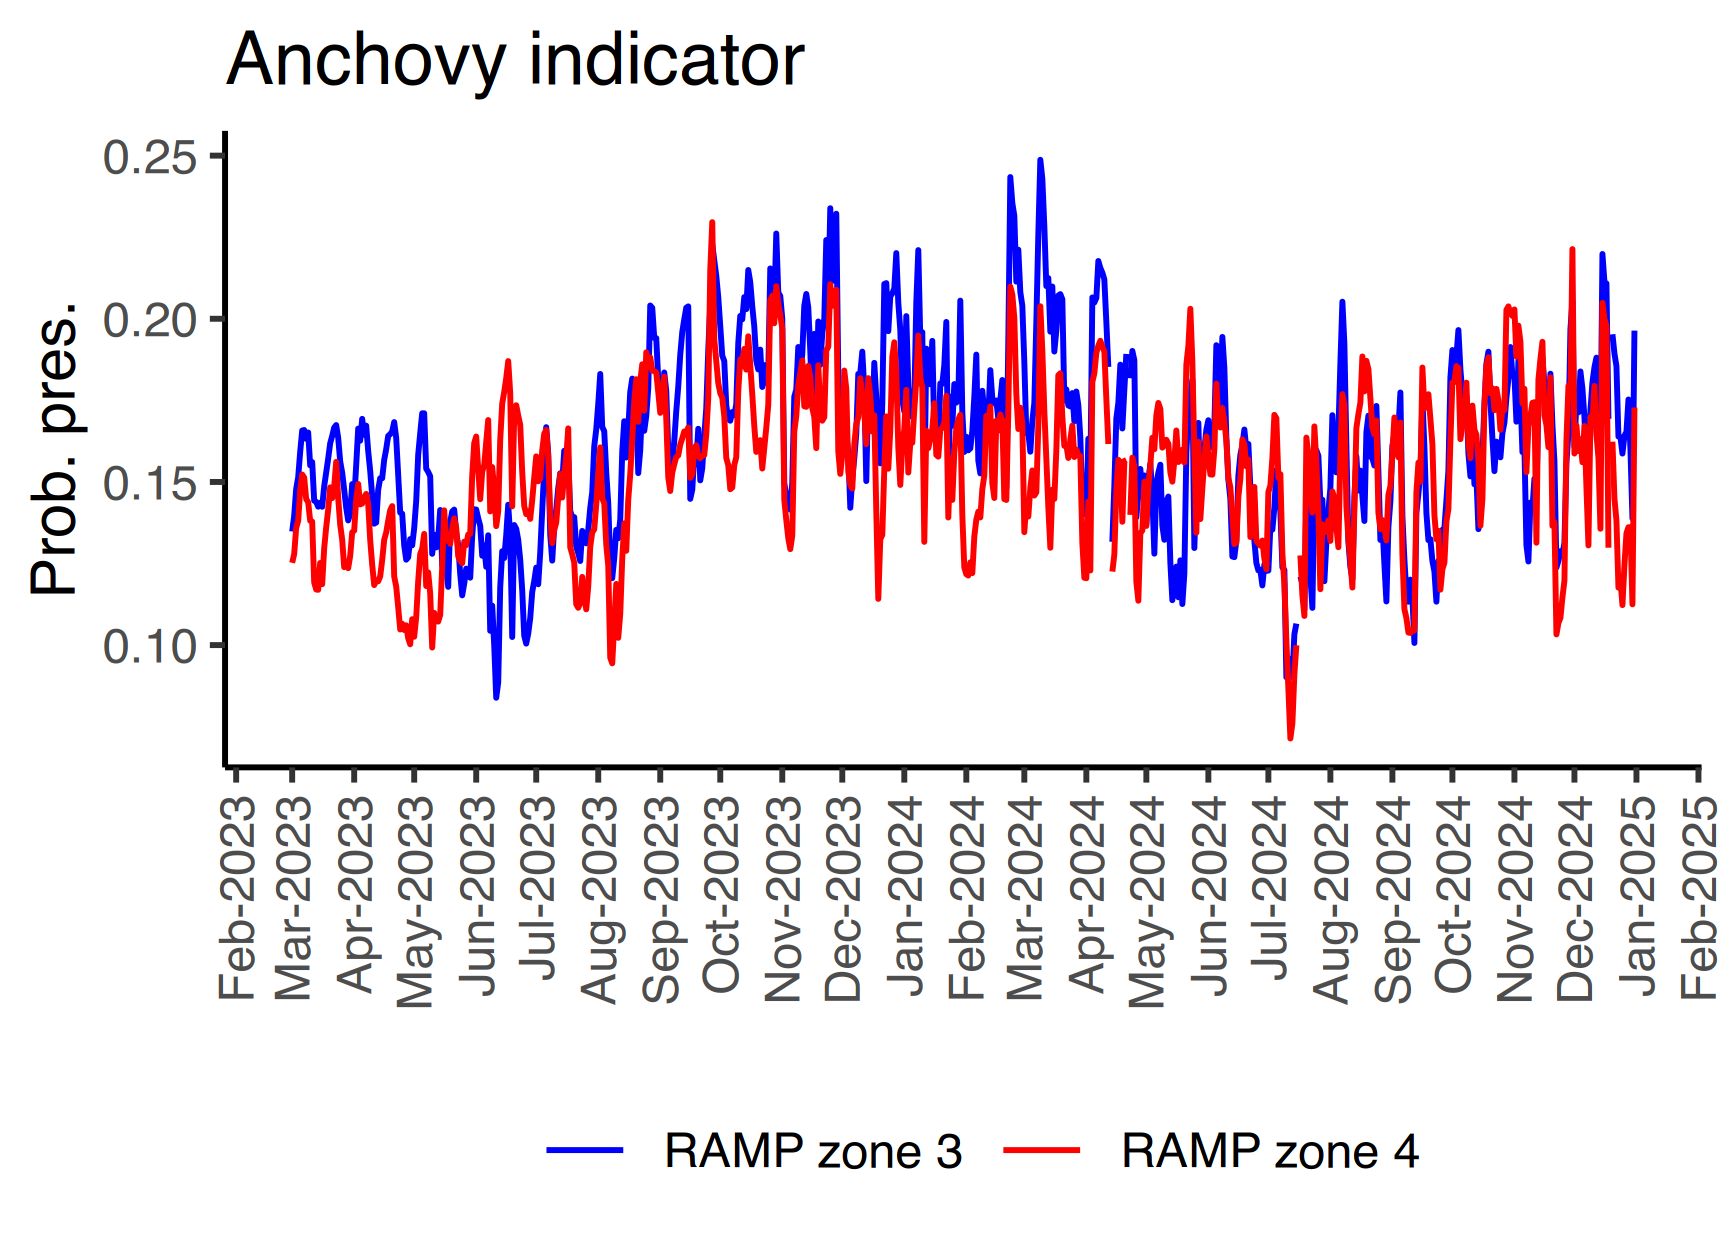 Anchovy indicator
Prob. pres.
0.25
0.20
0.15
0.10
Feb-2023
Mar-2023
Apr-2023
May-2023
Jun-2023
Jul-2023
Aug-2023
Sep-2023
Oct-2023
Nov-2023
Dec-2023
Jan-2024
Feb-2024
Mar-2024
Apr-2024
May-2024
Jun-2024
Jul-2024
Aug-2024
Sep-2024
Oct-2024
Nov-2024
Dec-2024
Jan-2025
Feb-2025
RAMP zone 3 RAMP zone 4